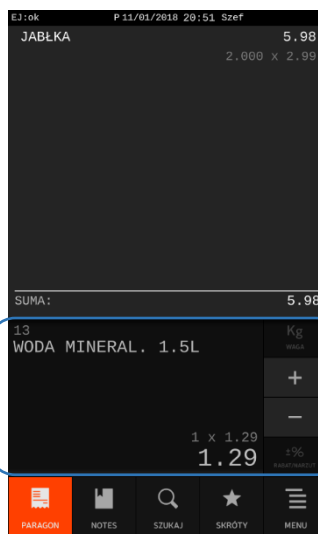 EJ:ok P 11/01/2018 20:51 Szef
JABŁKA 5.98
2.000 x 2.99
SUMA: 5.98
13
WODA MINERAL. 1.5L
Kg
WAGA
+
−
1 x 1.29
1.29
±%
RABAT/NARZUT
PARAGON NOTES SZUKAJ SKRÓTY MENU